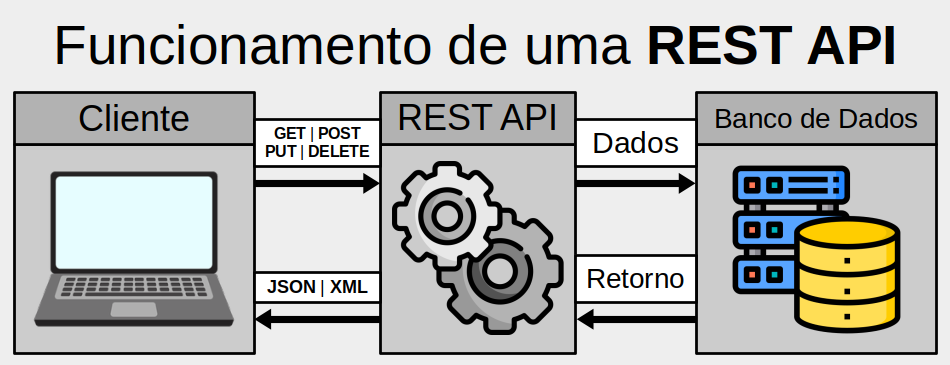 Funcionamento de uma REST API
Cliente
GET | POST
PUT | DELETE
JSON | XML
REST API
Dados
Retorno
Banco de Dados